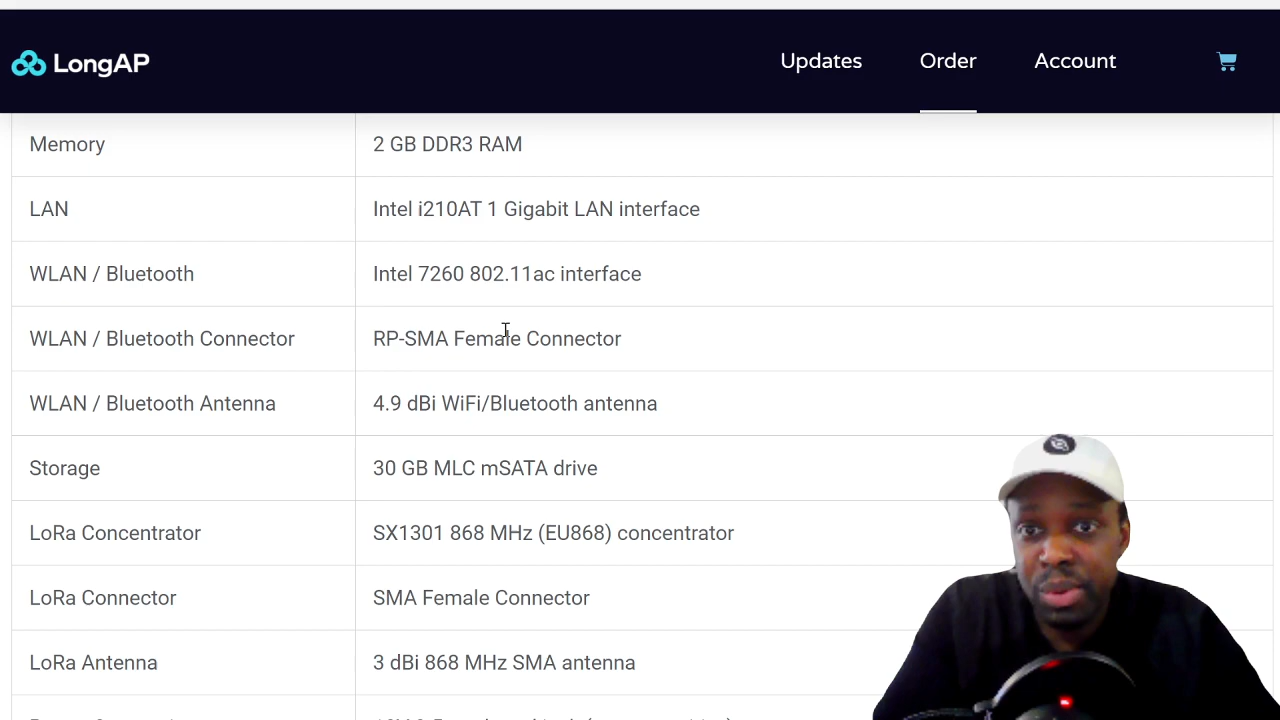 LongAP
Updates
Order
Account
Memory
2 GB DDR3 RAM
LAN
Intel i210AT 1 Gigabit LAN interface
WLAN / Bluetooth
Intel 7260 802.11ac interface
WLAN / Bluetooth Connector
RP-SMA Female Connector
WLAN / Bluetooth Antenna
4.9 dBi WiFi/Bluetooth antenna
Storage
30 GB MLC mSATA drive
LoRa Concentrator
SX1301 868 MHz (EU868) concentrator
LoRa Connector
SMA Female Connector
LoRa Antenna
3 dBi 868 MHz SMA antenna